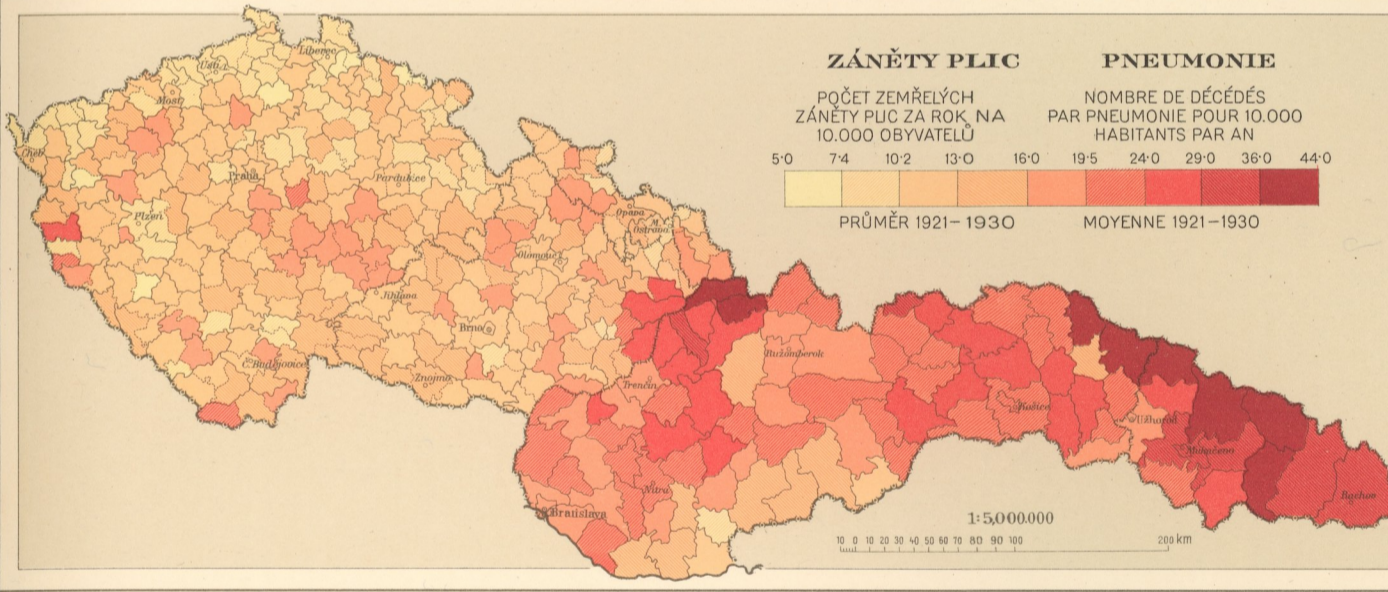 ZÁNĚTY PLIC
POČET ZEMŘELÝCH
ZÁNĚTY PLIC ZA ROK NA
10.000 OBYVATELŮ
PNEUMONIE
NOMBRE DE DÉCÉDÉS
PAR PNEUMONIE POUR 10.000
HABITANTS PAR AN
5·0 7·4 10·2 13·0 16·0 19·5 24·0 29·0 36·0 44·0
PRŮMĚR 1921–1930 MOYENNE 1921–1930
Liberec
Ústí
Most
Cheb
Praha
Pardubice
Plzeň
Opava
M. Ostrava
Olomouc
Jihlava
Brno
Č. Budějovice
Znojmo
Ružomberok
Trenčín
Košice
Užhorod
Mukačevo
Nitra
Rachov
Bratislava
1:5,000.000
10 0 10 20 30 40 50 60 70 80 90 100 200 km